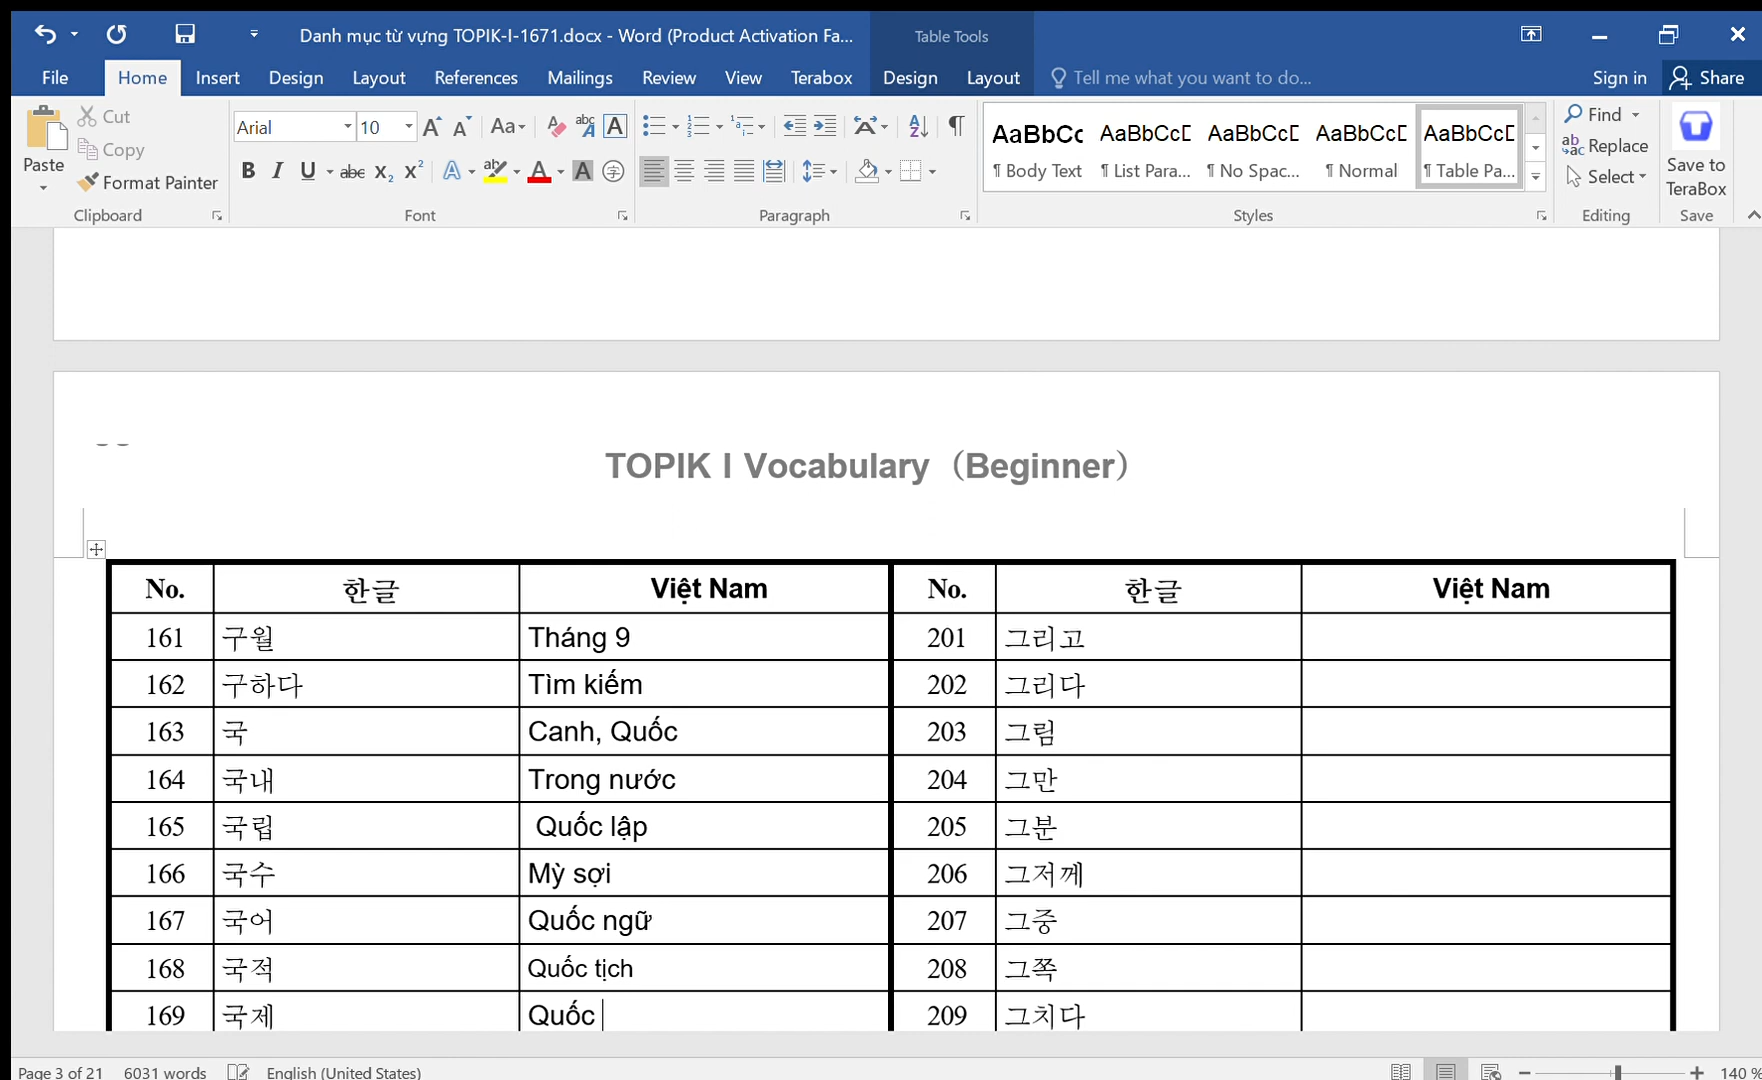 Danh mục từ vựng TOPIK-I-1671.docx - Word (Product Activation Fa...
Table Tools
File Home Insert Design Layout References Mailings Review View Terabox Design Layout Tell me what you want to do... Sign in Share
Paste
Cut
Copy
Format Painter
Clipboard
Arial 10
Font
Paragraph
AaBbCc AaBbCcD AaBbCcD AaBbCcD AaBbCcD
¶ Body Text ¶ List Para... ¶ No Spac... ¶ Normal ¶ Table Pa...
Styles
Find
Replace
Select
Editing
Save to
TeraBox
Save
TOPIK I Vocabulary（Beginner）
No. 한글 Việt Nam No. 한글 Việt Nam
161 구월 Tháng 9 201 그리고
162 구하다 Tìm kiếm 202 그리다
163 국 Canh, Quốc 203 그림
164 국내 Trong nước 204 그만
165 국립 Quốc lập 205 그분
166 국수 Mỳ sợi 206 그저께
167 국어 Quốc ngữ 207 그중
168 국적 Quốc tịch 208 그쪽
169 국제 Quốc 209 그치다
Page 3 of 21 6031 words English (United States) 140 %